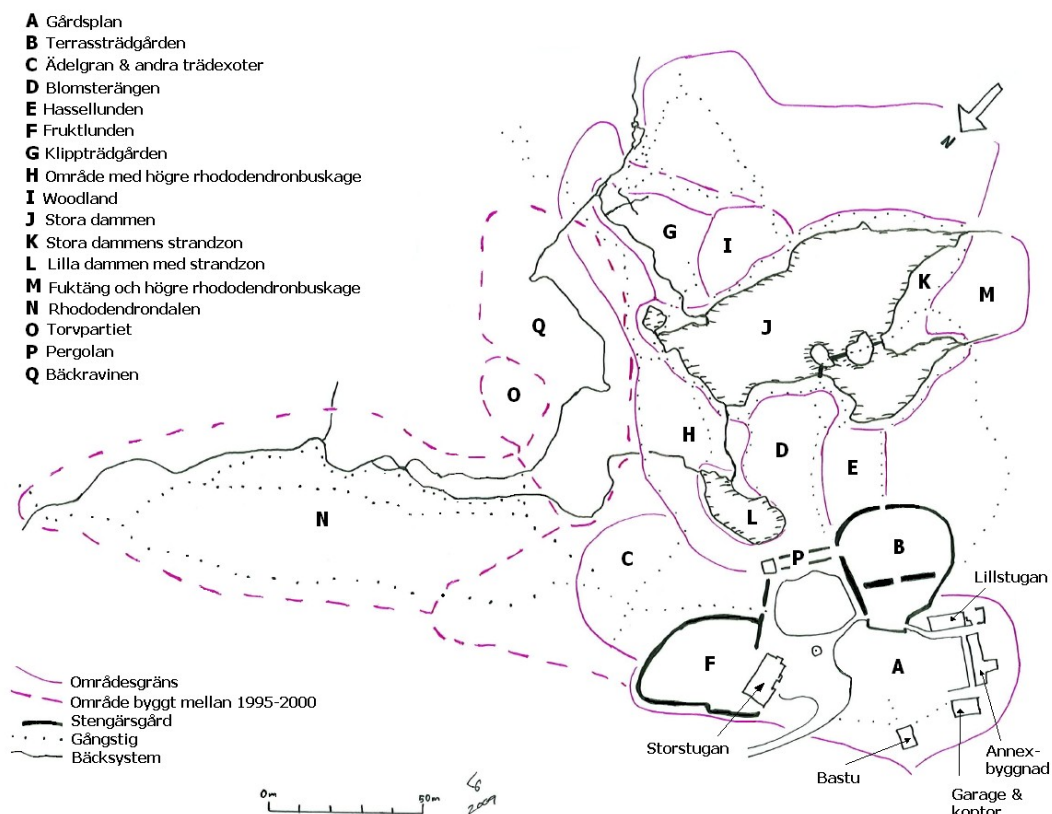 A Gårdsplan
B Terrassträdgården
C Ädelgran & andra trädexoter
D Blomsterängen
E Hassellunden
F Fruktlunden
G Klippträdgården
H Område med högre rhododendronbuskage
I Woodland
J Stora dammen
K Stora dammens strandzon
L Lilla dammen med strandzon
M Fuktäng och högre rhododendronbuskage
N Rhododendrondalen
O Torvpartiet
P Pergolan
Q Bäckravinen
N
G
I
K
M
J
Q
O
H
D
E
L
N
C
P
B
Lillstugan
F
A
Storstugan
Bastu
Annex-
byggnad
Garage &
kontor
Områdesgräns
Område byggt mellan 1995-2000
Stengärsgård
Gångstig
Bäcksystem
0m
50m
2009